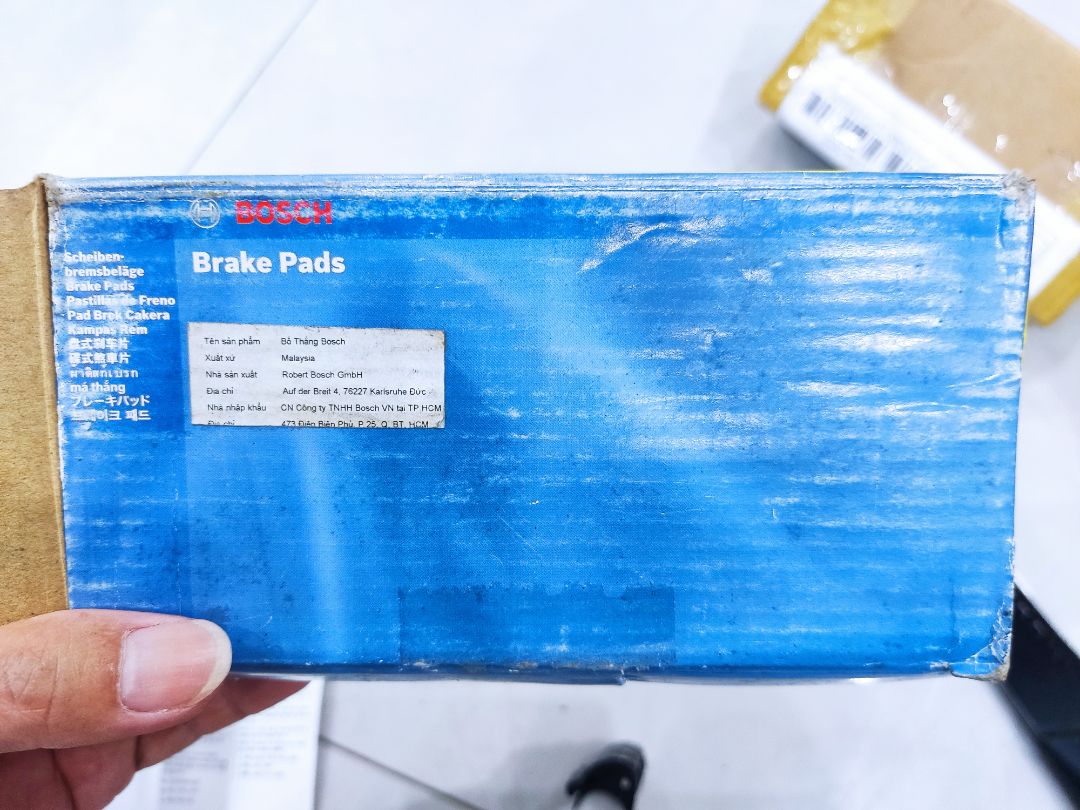 BOSCH
Brake Pads
Scheiben-
bremsbeläge
Brake Pads
Pastillas de Freno
Pad Brek Cakera
Kampas Rem
盘式刹车片
碟式煞車片
ผ้าดิสก์เบรก
má thắng
ブレーキパッド
브레이크 패드
Tên sản phẩm Bố Thắng Bosch
Xuất xứ Malaysia
Nhà sản xuất Robert Bosch GmbH
Địa chỉ Auf der Breit 4, 76227 Karlsruhe Đức
Nhà nhập khẩu CN Công ty TNHH Bosch VN tại TP HCM
Địa chỉ 473 Điện Biên Phủ, P 25, Q. BT, HCM